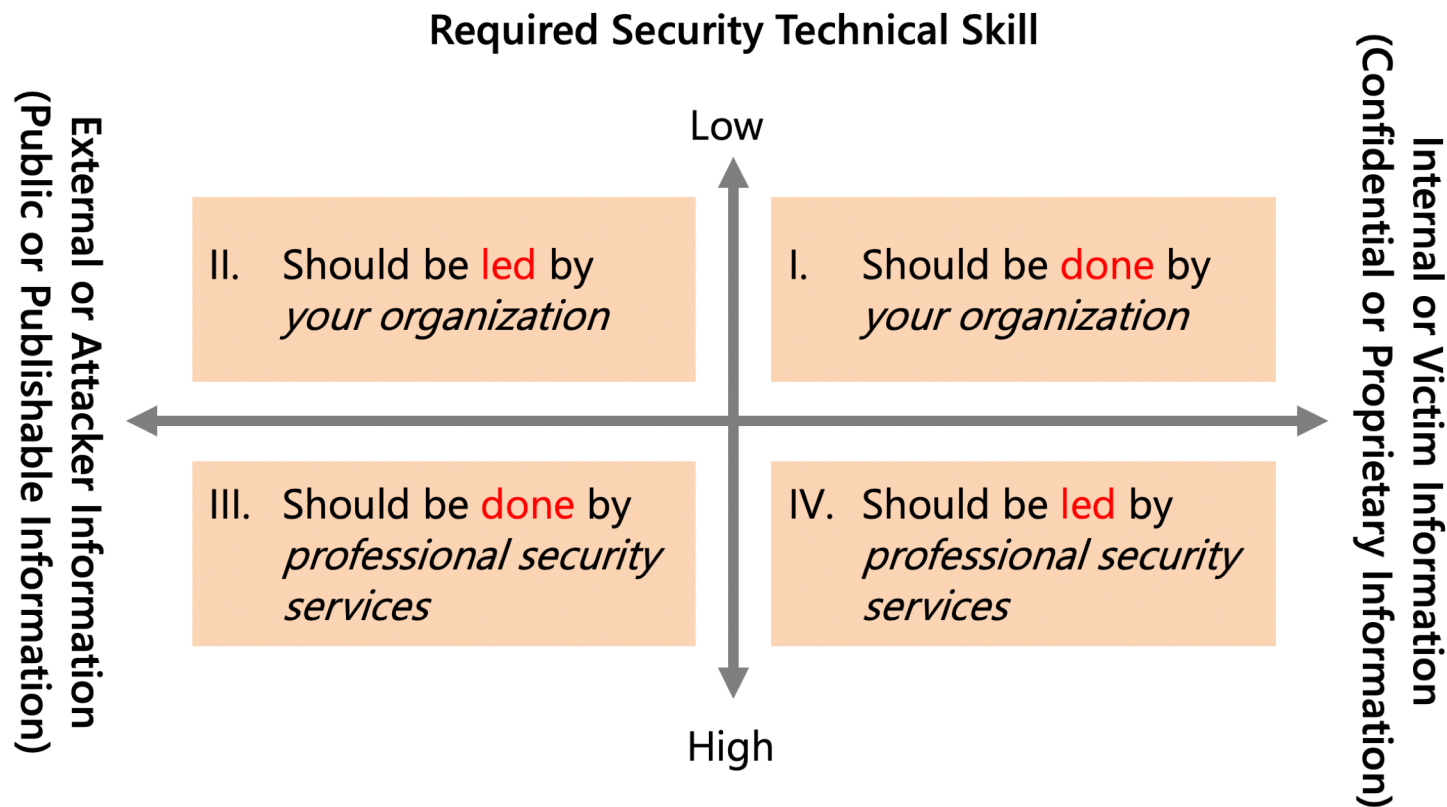 Required Security Technical Skill
External or Attacker Information
(Public or Publishable Information)
Low
II. Should be led by
your organization
I. Should be done by
your organization
III. Should be done by
professional security
services
IV. Should be led by
professional security
services
High
Internal or Victim Information
(Confidential or Proprietary Information)